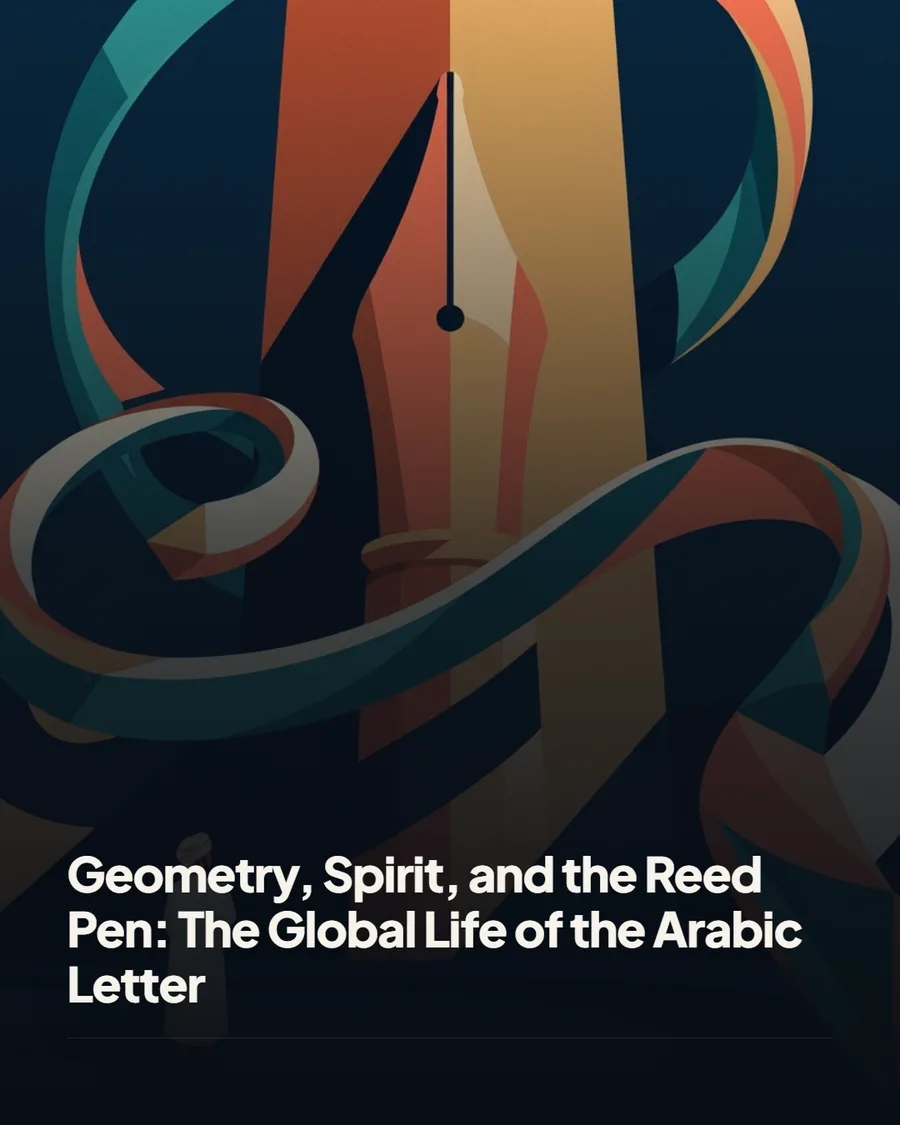 Geometry, Spirit, and the Reed
Pen: The Global Life of the Arabic
Letter